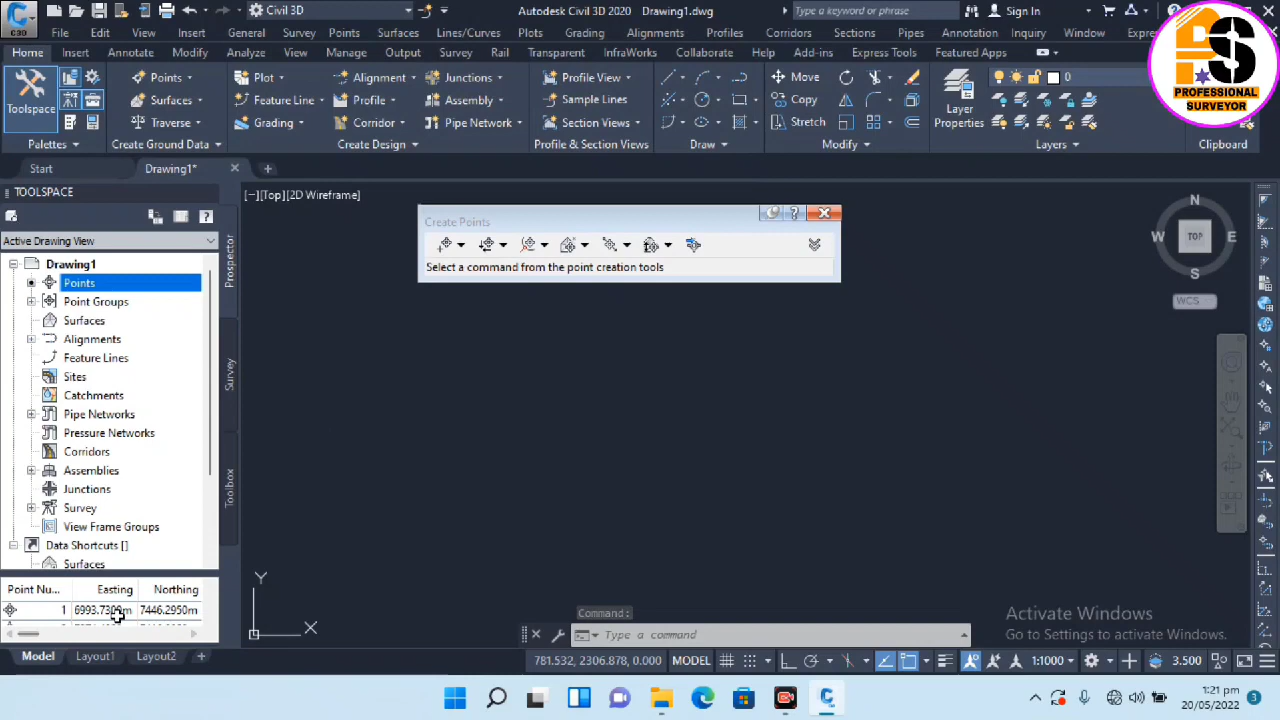 Civil 3D
Autodesk Civil 3D 2020 Drawing1.dwg
Type a keyword or phrase
Sign In
File Edit View Insert General Survey Points Surfaces Lines/Curves Plots Grading Alignments Profiles Corridors Sections Pipes Annotation Inquiry Window
Home Insert Annotate Modify Analyze View Manage Output Survey Rail InfraWorks Collaborate Help Add-ins Express Tools Featured Apps
Toolspace
Points
Surfaces
Traverse
Plot
Feature Line
Grading
Alignment
Profile
Corridor
Junctions
Assembly
Pipe Network
Profile View
Sample Lines
Section Views
Move
Copy
Stretch
Layer
Properties
0
Palettes
Create Ground Data
Create Design
Profile & Section Views
Draw
Modify
Layers
Clipboard
PS
PROFESSIONAL
SURVEYOR
Start
Drawing1*
TOOLSPACE
Active Drawing View
Drawing1
Points
Point Groups
Surfaces
Alignments
Feature Lines
Sites
Catchments
Pipe Networks
Pressure Networks
Corridors
Assemblies
Junctions
Survey
View Frame Groups
Data Shortcuts []
Surfaces
Prospector
Survey
Toolbox
Point Nu... Easting Northing
1 6993.7300m 7446.2950m
[−][Top][2D Wireframe]
Create Points
Select a command from the point creation tools
N
W TOP E
S
WCS
Y
X
Command:
Type a command
Activate Windows
Go to Settings to activate Windows.
Model Layout1 Layout2
781.532, 2306.878, 0.000 MODEL 1:1000 3.500
1:21 pm
20/05/2022
3